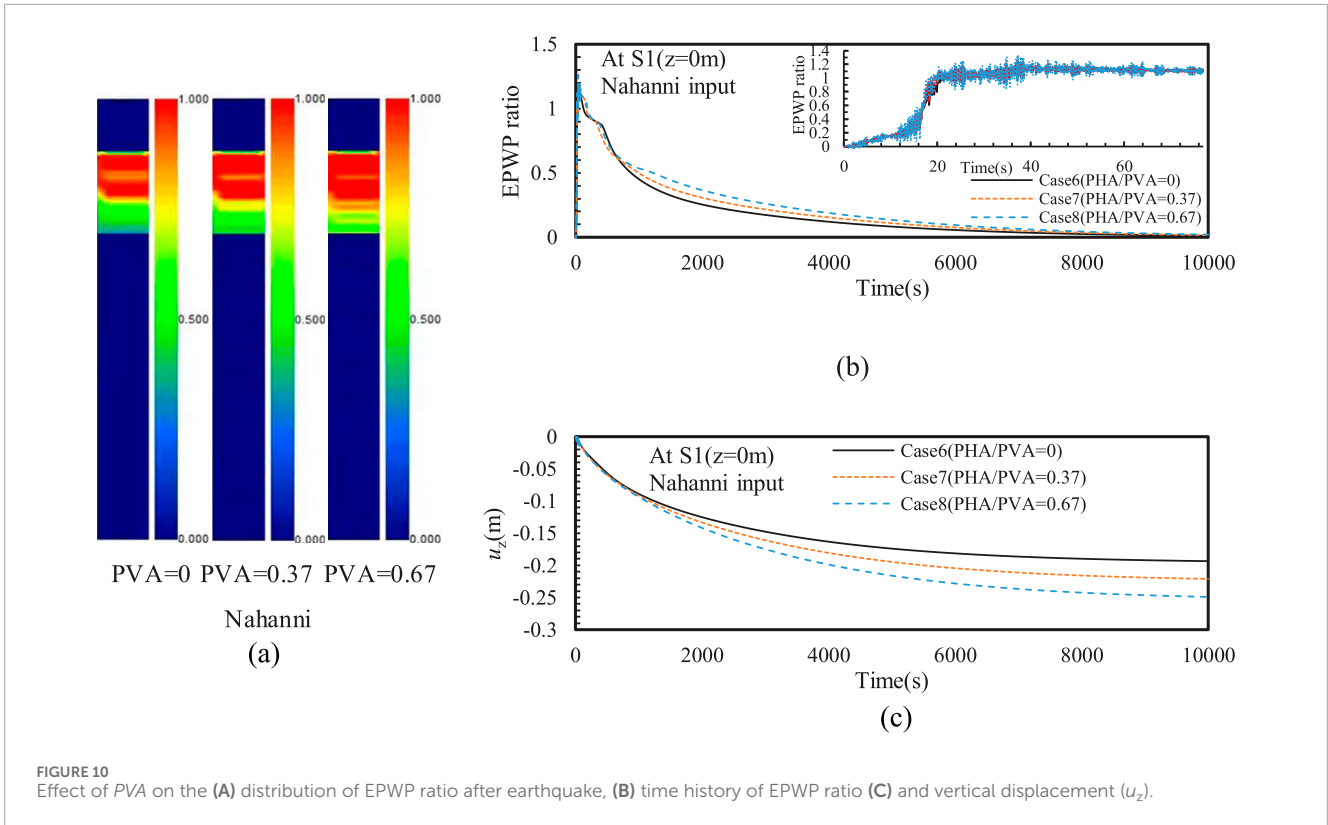 1.000 1.000 1.000
0.500 0.500 0.500
0.000 0.000 0.000
PVA=0 PVA=0.37 PVA=0.67
Nahanni
(a)
EPWP ratio
1.5
1
0.5
0
At S1(z=0m)
Nahanni input
EPWP ratio
1.4
1.2
1.0
0.8
0.6
0.4
0.2
0
0 20 40 60
Time(s)
Case6(PHA/PVA=0)
Case7(PHA/PVA=0.37)
Case8(PHA/PVA=0.67)
0 2000 4000 6000 8000 10000
Time(s)
(b)
u_z(m)
0
-0.05
-0.1
-0.15
-0.2
-0.25
-0.3
At S1(z=0m)
Nahanni input
Case6(PHA/PVA=0)
Case7(PHA/PVA=0.37)
Case8(PHA/PVA=0.67)
0 2000 4000 6000 8000 10000
Time(s)
(c)
FIGURE 10
Effect of PVA on the (A) distribution of EPWP ratio after earthquake, (B) time history of EPWP ratio (C) and vertical displacement (u_z).